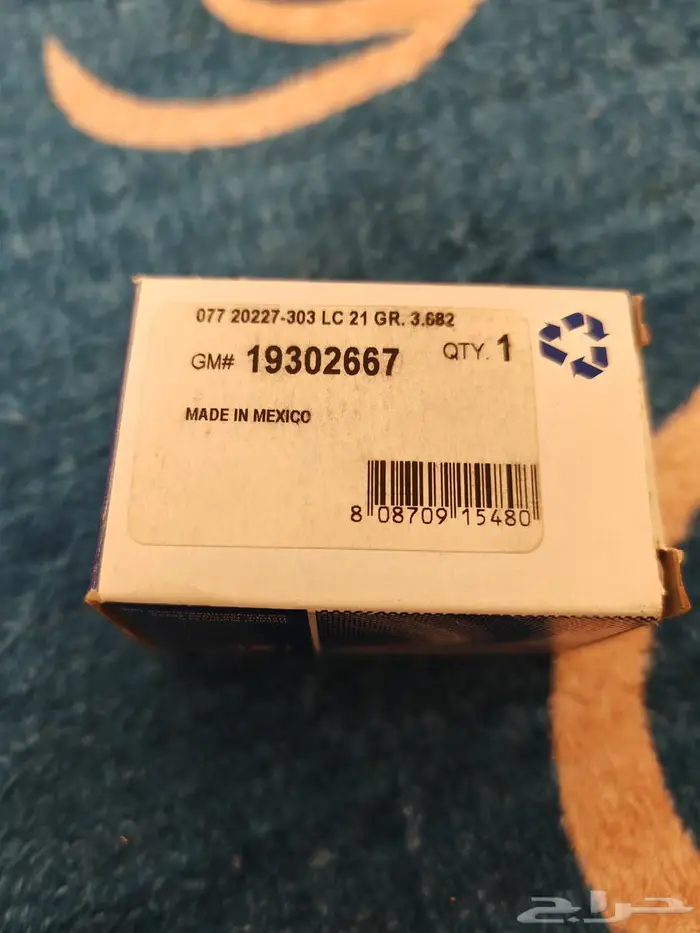 077 20227-303 LC 21 GR. 3.682
GM# 19302667 QTY. 1
MADE IN MEXICO
8 08709 15480
حراج